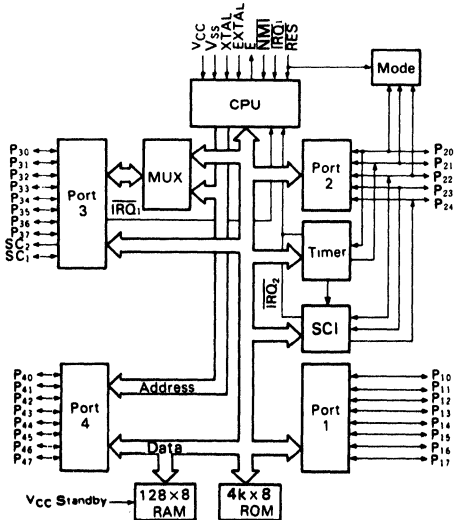 VCC
VSS
XTAL
EXTAL
E
NMI
IRQ1
RES
CPU
Mode
P30
P31
P32
P33
P34
P35
P36
P37
SC2
SC1
Port
3
MUX
IRQ1
Port
2
P20
P21
P22
P23
P24
Timer
IRQ2
SCI
P40
P41
P42
P43
P44
P45
P46
P47
Port
4
Address
Data
Port
1
P10
P11
P12
P13
P14
P15
P16
P17
VCC Standby
128×8
RAM
4k×8
ROM